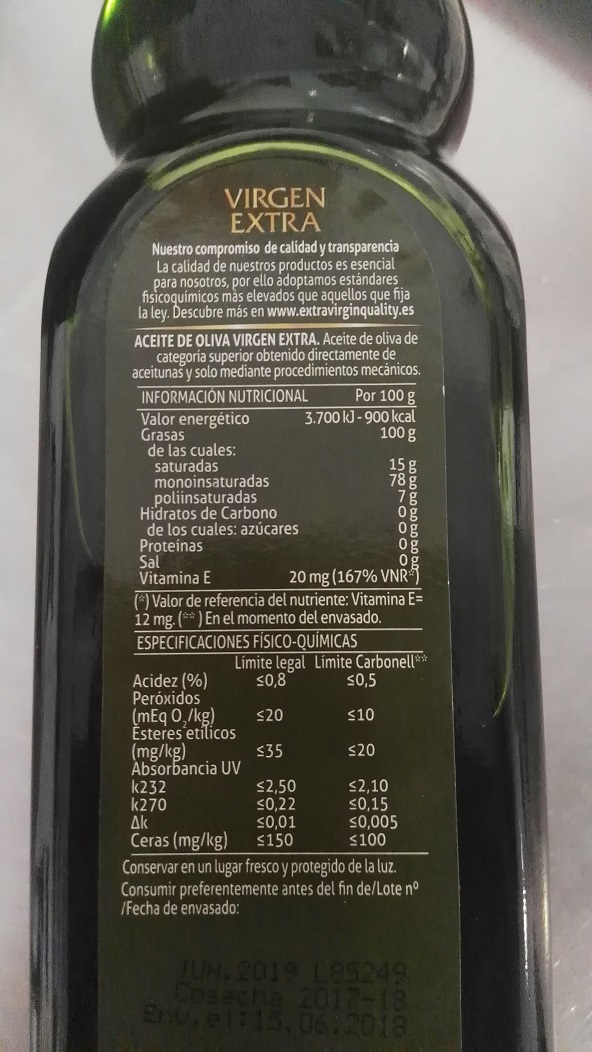 VIRGEN
EXTRA
Nuestro compromiso de calidad y transparencia
La calidad de nuestros productos es esencial
para nosotros, por ello adoptamos estándares
fisicoquímicos más elevados que aquellos que fija
la ley. Descubre más en www.extravirginquality.es
ACEITE DE OLIVA VIRGEN EXTRA. Aceite de oliva de
categoría superior obtenido directamente de
aceitunas y solo mediante procedimientos mecánicos.
INFORMACIÓN NUTRICIONAL Por 100 g
Valor energético 3.700 kJ - 900 kcal
Grasas 100 g
de las cuales:
saturadas 15 g
monoinsaturadas 78 g
poliinsaturadas 7 g
Hidratos de Carbono 0 g
de los cuales: azúcares 0 g
Proteínas 0 g
Sal 0 g
Vitamina E 20 mg (167% VNR*)
(*) Valor de referencia del nutriente: Vitamina E=
12 mg. (**) En el momento del envasado.
ESPECIFICACIONES FÍSICO-QUÍMICAS
Límite legal Límite Carbonell**
Acidez (%) ≤0,8 ≤0,5
Peróxidos
(mEq O₂/kg) ≤20 ≤10
Ésteres etílicos
(mg/kg) ≤35 ≤20
Absorbancia UV
k232 ≤2,50 ≤2,10
k270 ≤0,22 ≤0,15
Δk ≤0,01 ≤0,005
Ceras (mg/kg) ≤150 ≤100
Conservar en un lugar fresco y protegido de la luz.
Consumir preferentemente antes del fin de/Lote nº
/Fecha de envasado:
JUN. 2019 L85249
Cosecha 2017-18
Env. el:15.06.2018